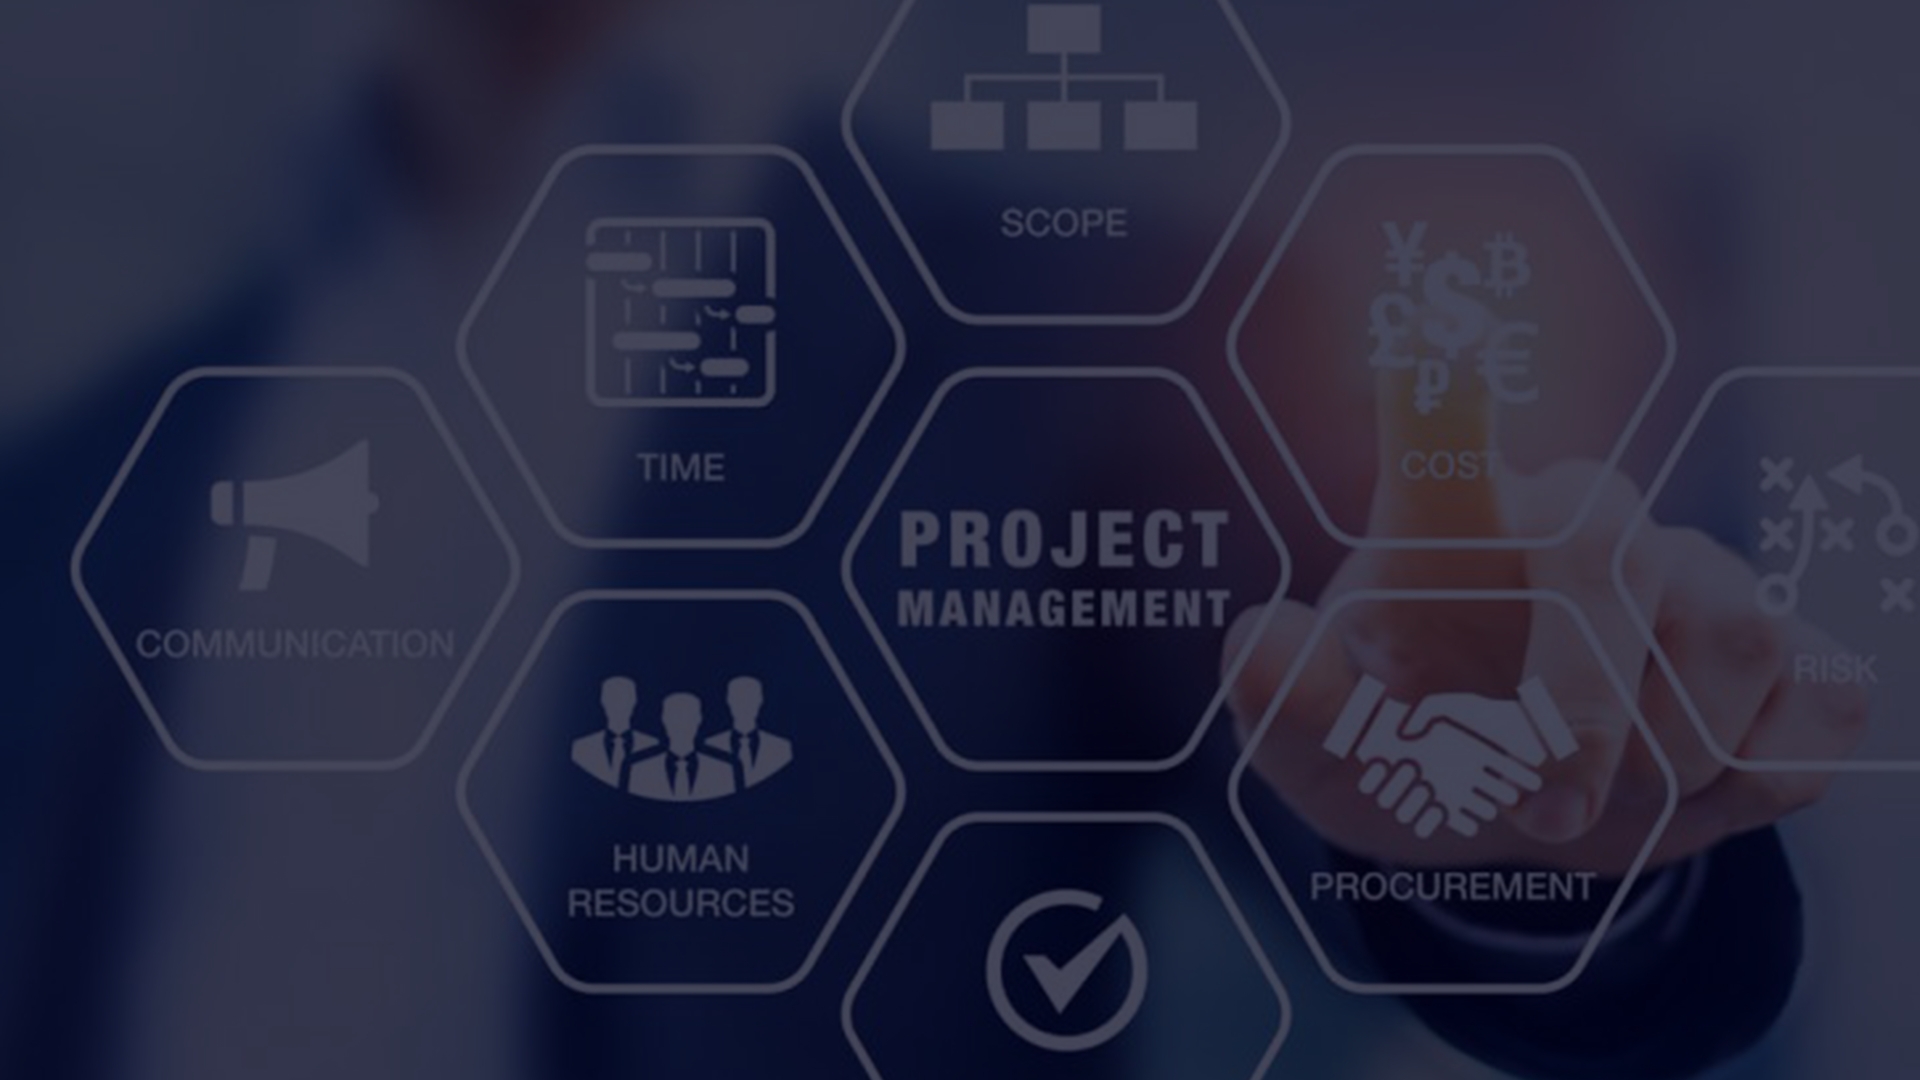 SCOPE
TIME
COST
COMMUNICATION
PROJECT
MANAGEMENT
RISK
HUMAN
RESOURCES
PROCUREMENT